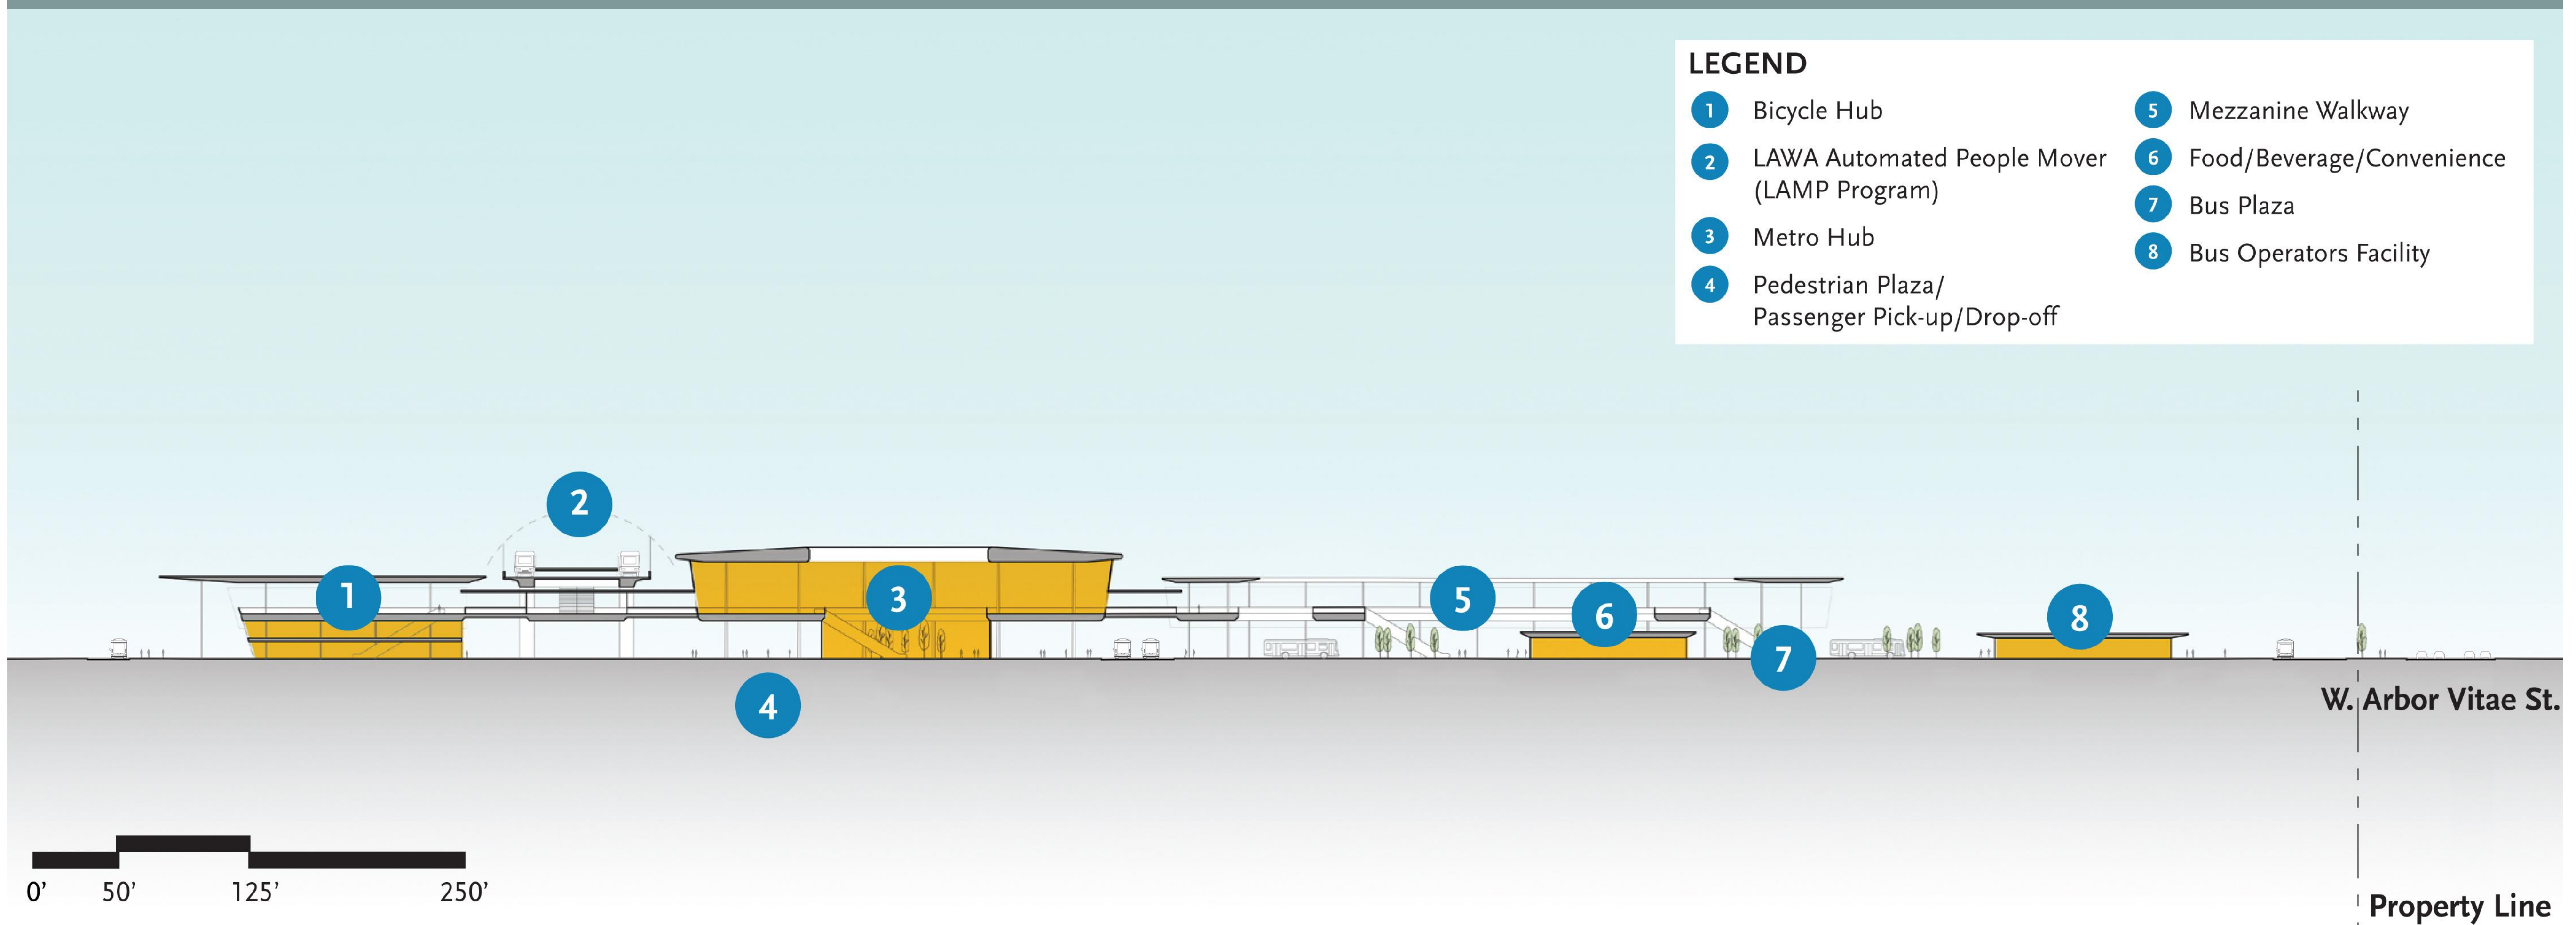 LEGEND
1 Bicycle Hub
2 LAWA Automated People Mover
(LAMP Program)
3 Metro Hub
4 Pedestrian Plaza/
Passenger Pick-up/Drop-off
5 Mezzanine Walkway
6 Food/Beverage/Convenience
7 Bus Plaza
8 Bus Operators Facility
2
1
3
5
6
8
7
4
W. Arbor Vitae St.
0' 50' 125' 250'
Property Line